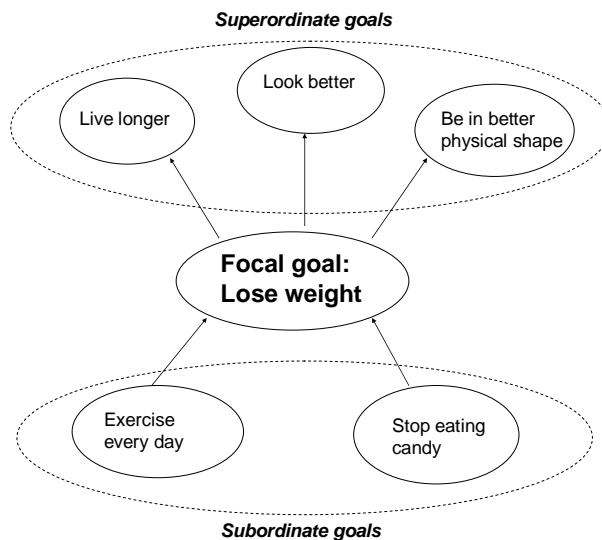 Superordinate goals
Look better
Live longer
Be in better
physical shape
Focal goal:
Lose weight
Exercise
every day
Stop eating
candy
Subordinate goals